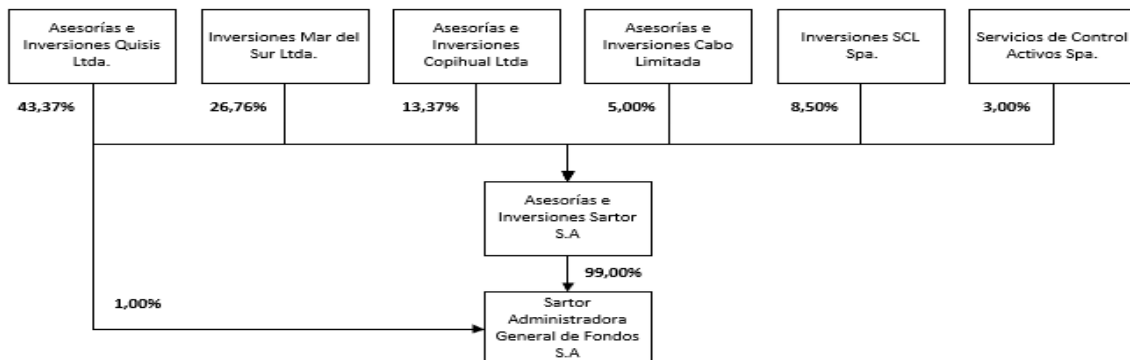 Asesorías e
Inversiones Quisis
Ltda.
Inversiones Mar del
Sur Ltda.
Asesorías e
Inversiones
Copihual Ltda
Asesorías e
Inversiones Cabo
Limitada
Inversiones SCL
Spa.
Servicios de Control
Activos Spa.
43,37%
26,76%
13,37%
5,00%
8,50%
3,00%
Asesorías e
Inversiones Sartor
S.A
99,00%
1,00%
Sartor
Administradora
General de Fondos
S.A